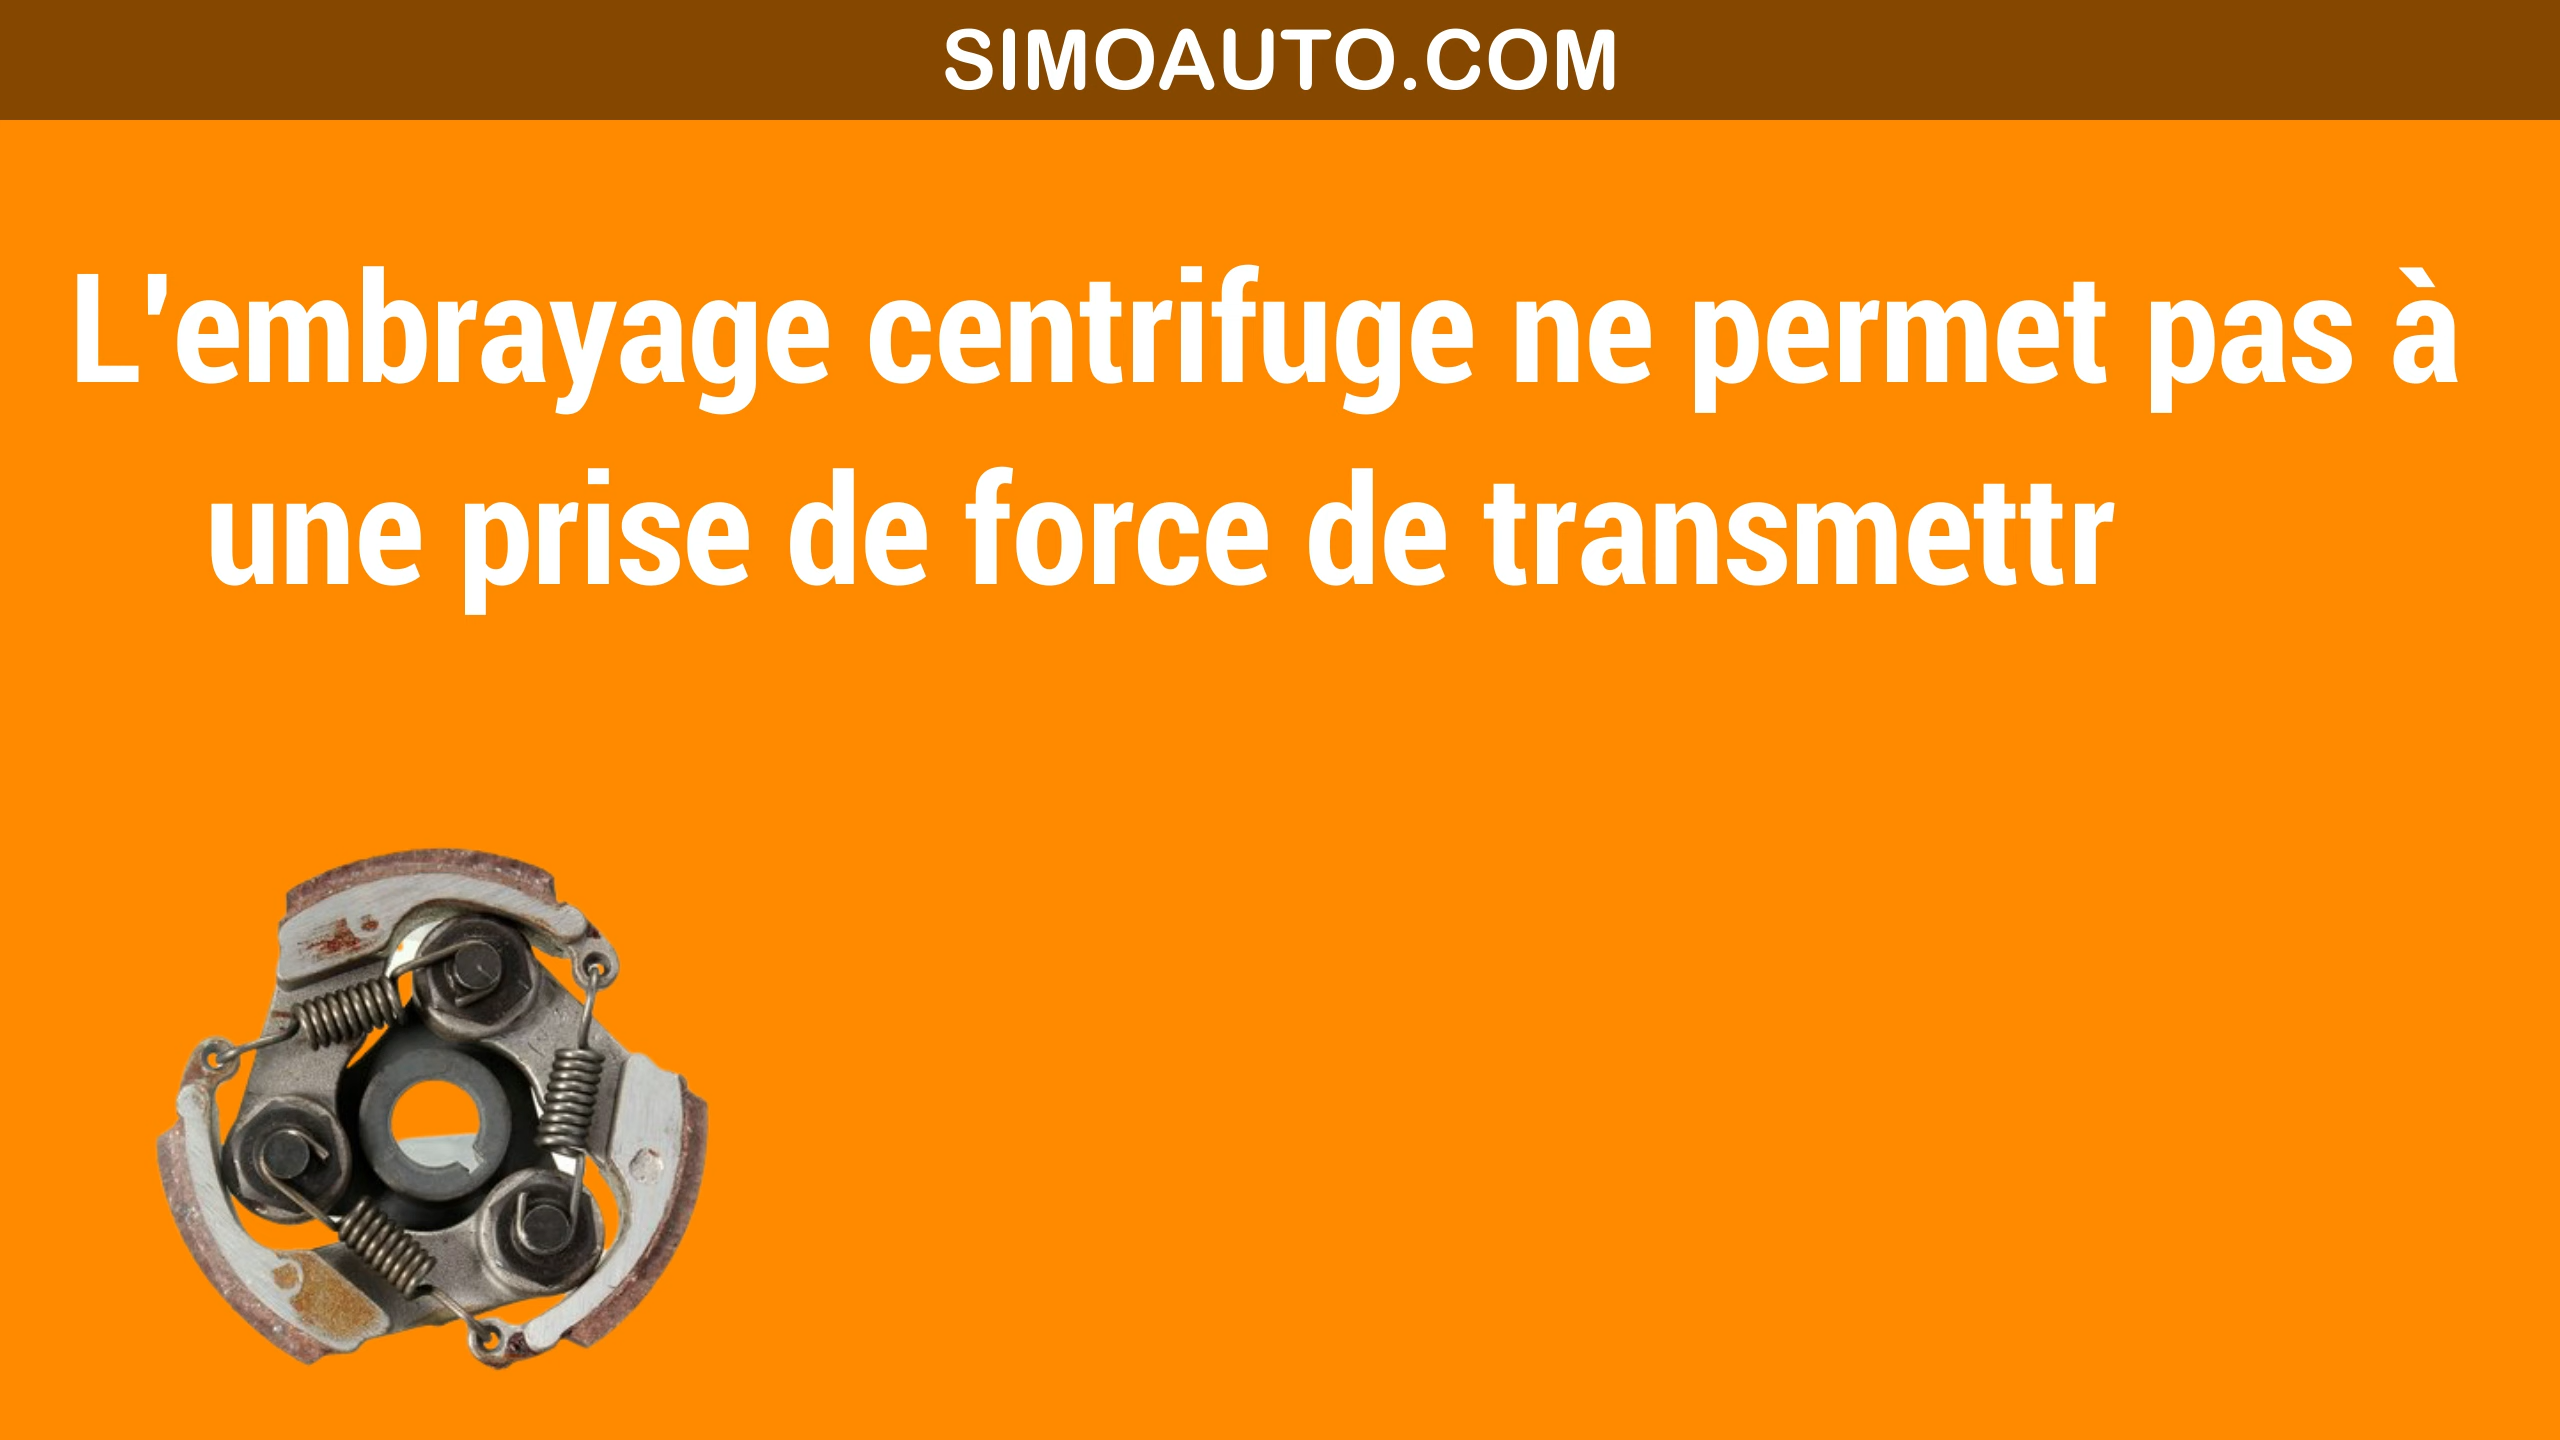 SIMOAUTO.COM
L'embrayage centrifuge ne permet pas à
une prise de force de transmettr